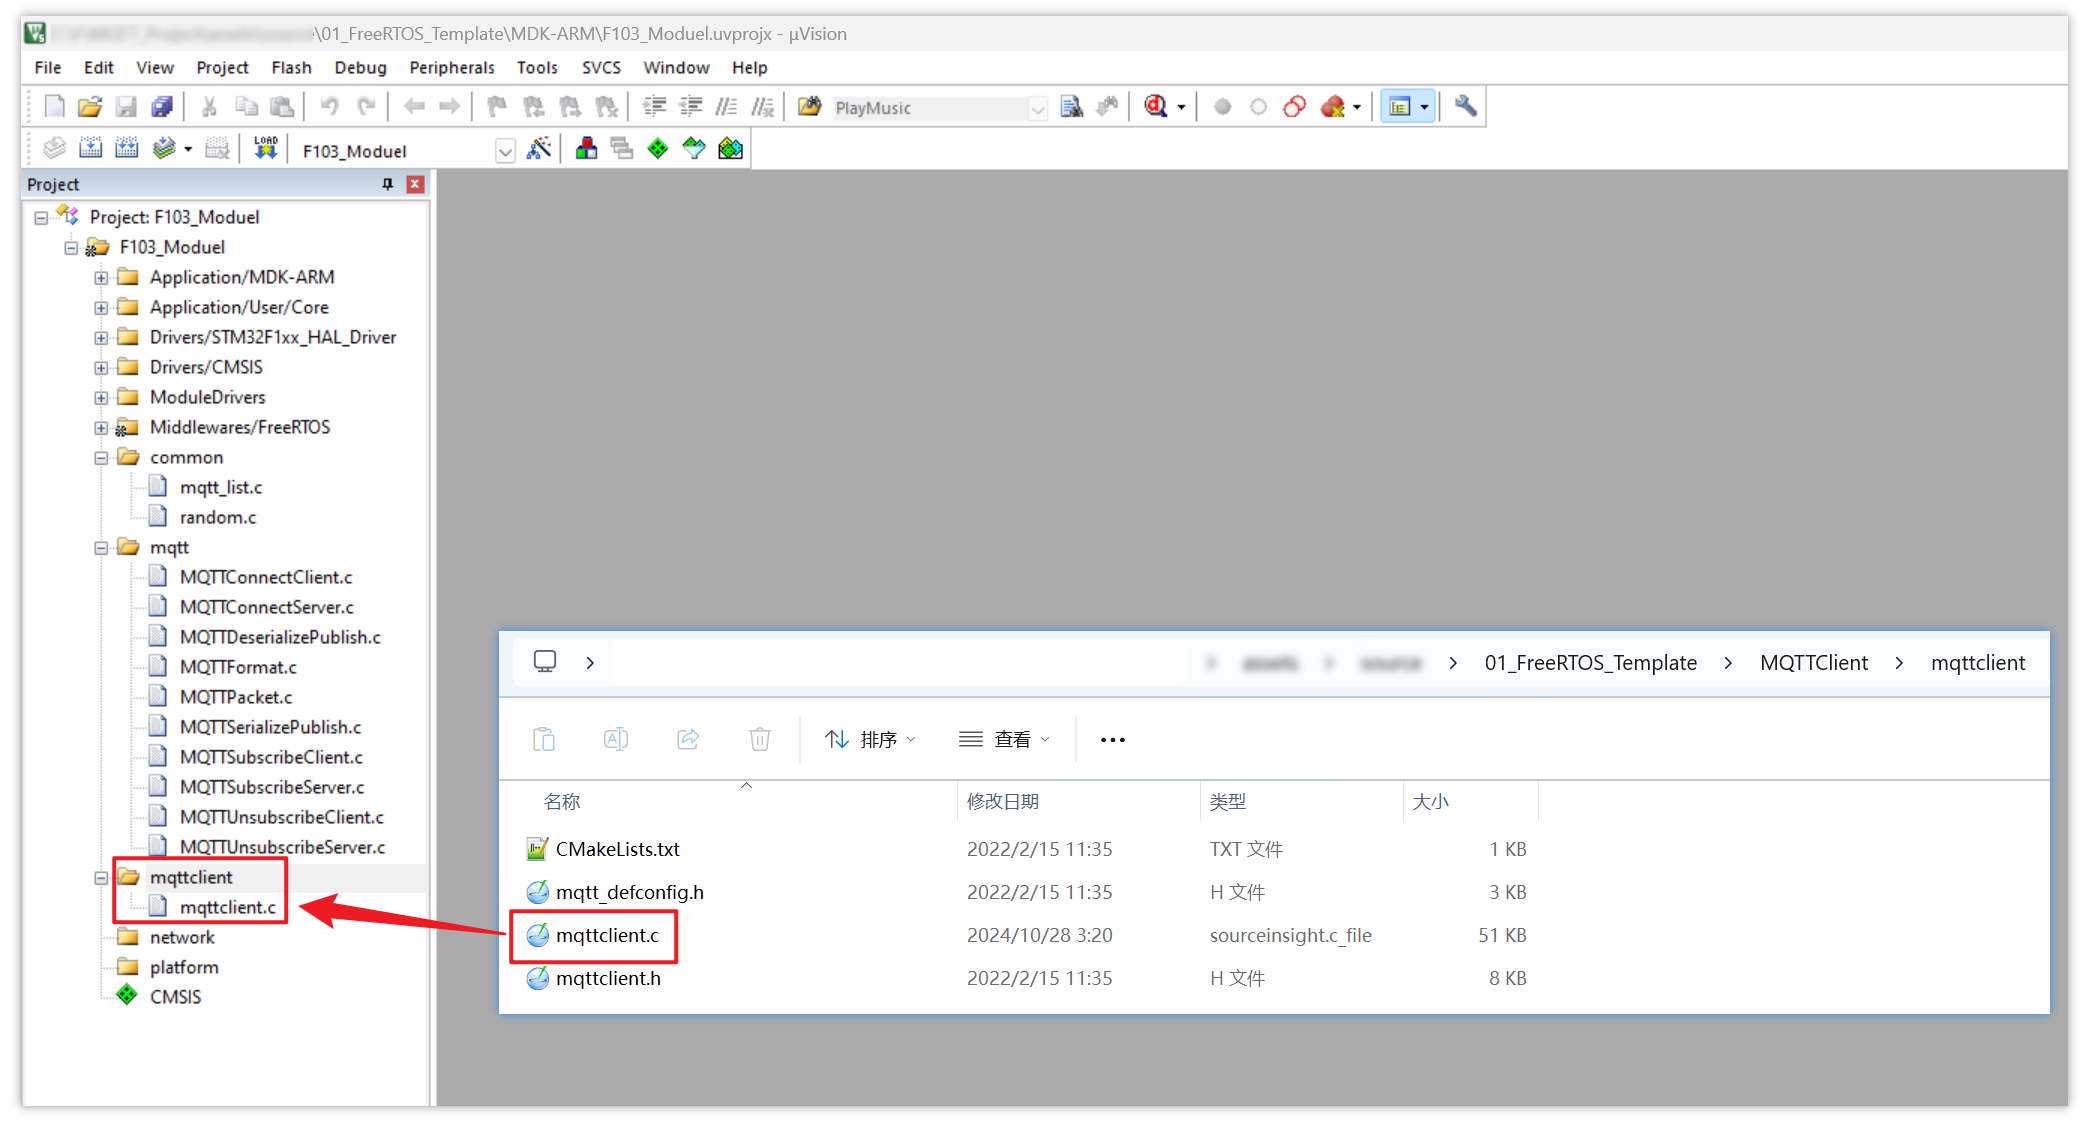 \01_FreeRTOS_Template\MDK-ARM\F103_Moduel.uvprojx - µVision
File Edit View Project Flash Debug Peripherals Tools SVCS Window Help
PlayMusic
LOAD F103_Moduel
Project
Project: F103_Moduel
F103_Moduel
Application/MDK-ARM
Application/User/Core
Drivers/STM32F1xx_HAL_Driver
Drivers/CMSIS
ModuleDrivers
Middlewares/FreeRTOS
common
mqtt_list.c
random.c
mqtt
MQTTConnectClient.c
MQTTConnectServer.c
MQTTDeserializePublish.c
MQTTFormat.c
MQTTPacket.c
MQTTSerializePublish.c
MQTTSubscribeClient.c
MQTTSubscribeServer.c
MQTTUnsubscribeClient.c
MQTTUnsubscribeServer.c
mqttclient
mqttclient.c
network
platform
CMSIS
assets > source > 01_FreeRTOS_Template > MQTTClient > mqttclient
排序 查看 •••
名称 修改日期 类型 大小
CMakeLists.txt 2022/2/15 11:35 TXT 文件 1 KB
mqtt_defconfig.h 2022/2/15 11:35 H 文件 3 KB
mqttclient.c 2024/10/28 3:20 sourceinsight.c_file 51 KB
mqttclient.h 2022/2/15 11:35 H 文件 8 KB